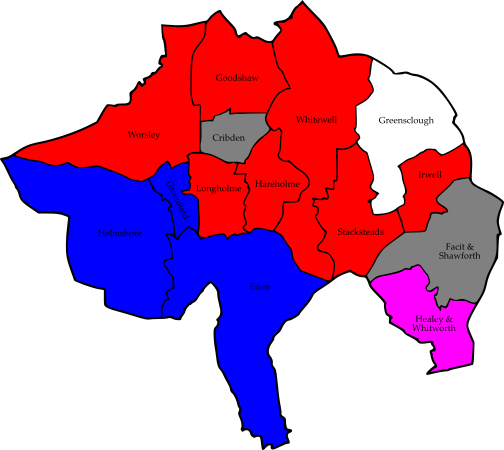 Goodshaw
Whitewell
Greensclough
Worsley
Cribden
Irwell
Longholme
Hareholme
Greenfield
Helmshore
Stacksteads
Facit &
Shawforth
Eden
Healey &
Whitworth